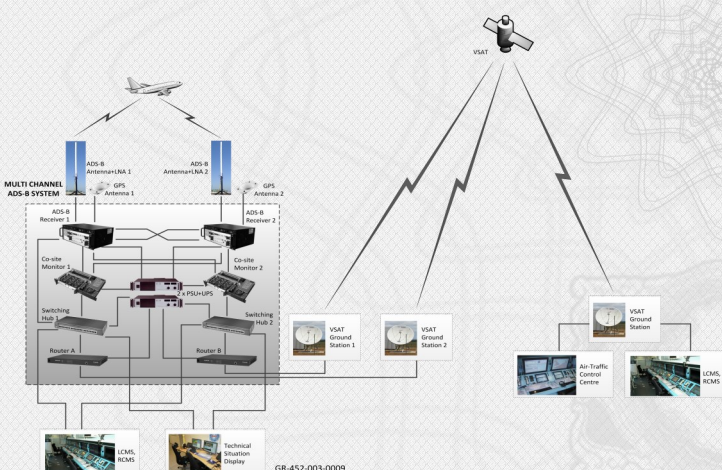 VSAT
ADS-B
Antenna+LNA 1
ADS-B
Antenna+LNA 2
MULTI CHANNEL
ADS-B SYSTEM
GPS
Antenna 1
GPS
Antenna 2
ADS-B
Receiver 1
ADS-B
Receiver 2
Co-site
Monitor 1
Co-site
Monitor 2
2 x PSU+UPS
Switching
Hub 1
Switching
Hub 2
Router A
Router B
VSAT
Ground
Station 1
VSAT
Ground
Station 2
VSAT
Ground
Station
Air-Traffic
Control
Centre
LCMS,
RCMS
LCMS,
RCMS
Technical
Situation
Display
GR-452-003-0009